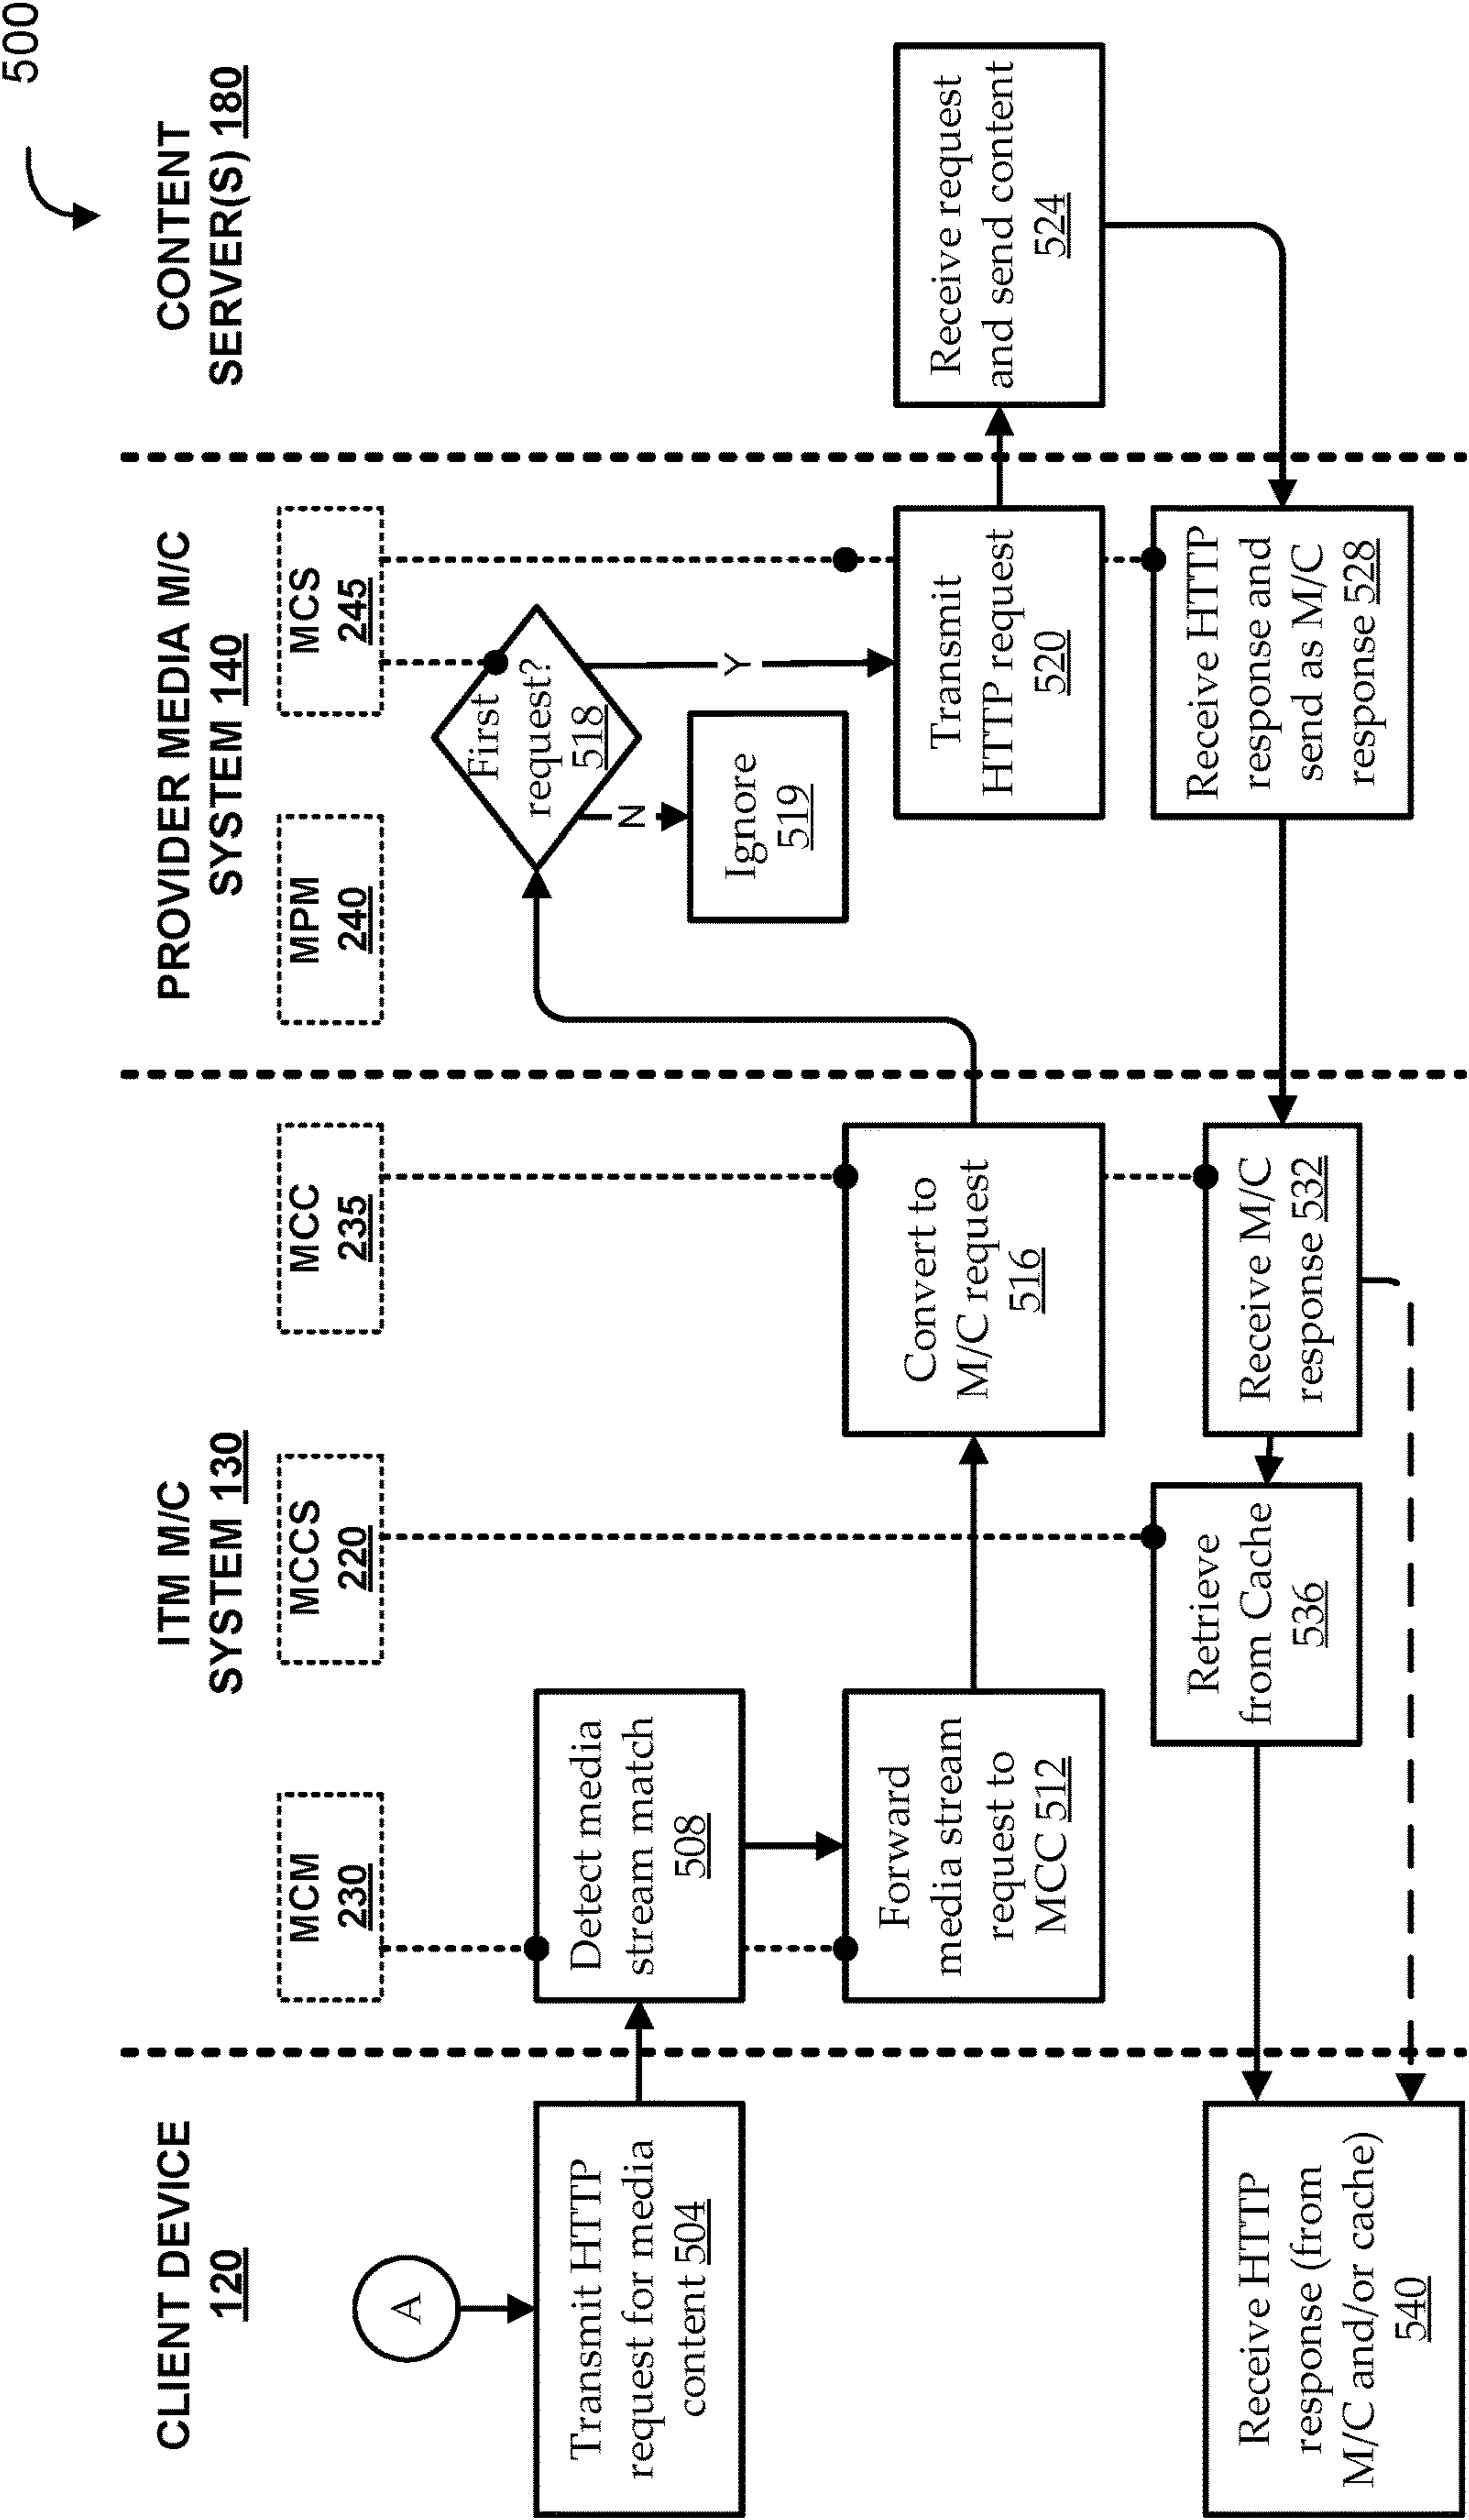 500
CLIENT DEVICE
120
ITM M/C
SYSTEM 130
PROVIDER MEDIA M/C
SYSTEM 140
CONTENT
SERVER(S) 180
MCM
230
MCCS
220
MCC
235
MPM
240
MCS
245
A
Transmit HTTP
request for media
content 504
Detect media
stream match
508
Forward
media stream
request to
MCC 512
Convert to
M/C request
516
First
request?
518
N
Y
Ignore
519
Transmit
HTTP request
520
Receive request
and send content
524
Receive HTTP
response and
send as M/C
response 528
Receive M/C
response 532
Retrieve
from Cache
536
Receive HTTP
response (from
M/C and/or cache)
540